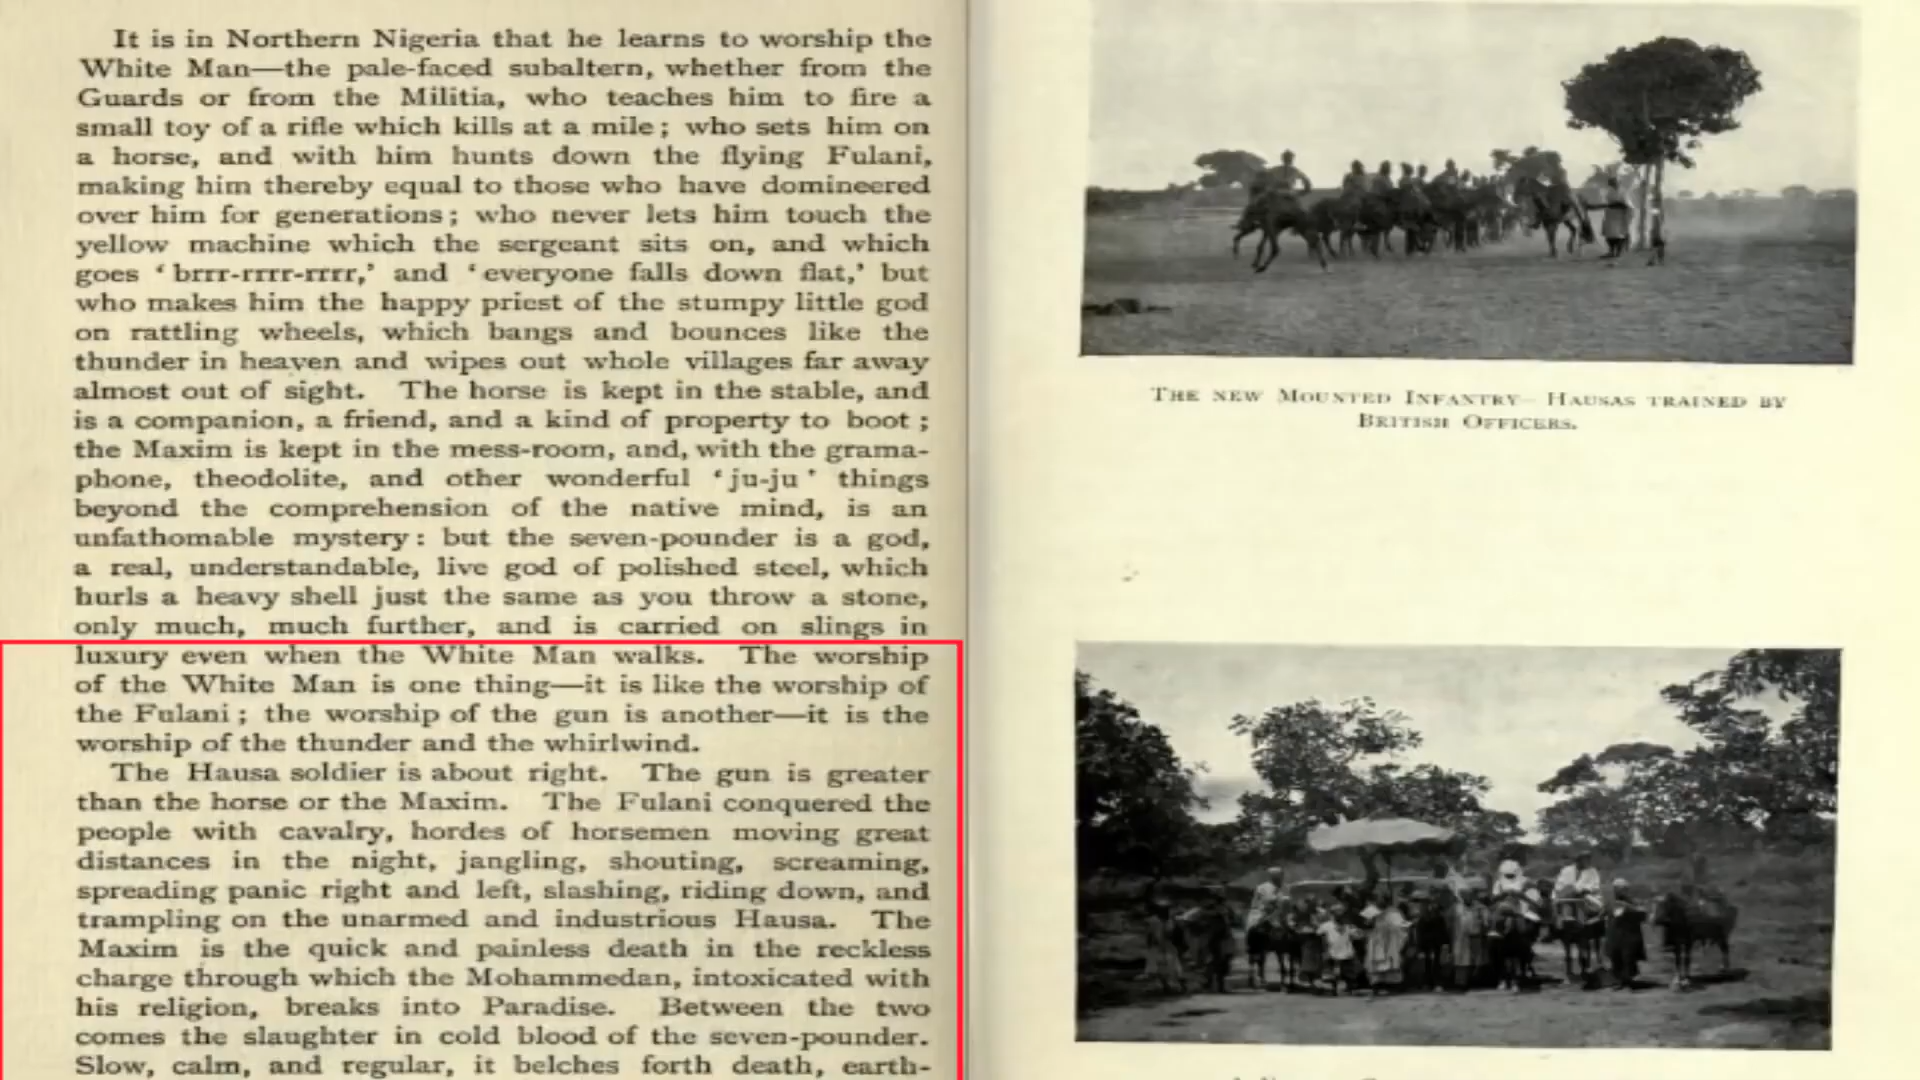 It is in Northern Nigeria that he learns to worship the
White Man—the pale-faced subaltern, whether from the
Guards or from the Militia, who teaches him to fire a
small toy of a rifle which kills at a mile; who sets him on
a horse, and with him hunts down the flying Fulani,
making him thereby equal to those who have domineered
over him for generations; who never lets him touch the
yellow machine which the sergeant sits on, and which
goes ‘brrr-rrrr-rrrr,’ and ‘everyone falls down flat,’ but
who makes him the happy priest of the stumpy little god
on rattling wheels, which bangs and bounces like the
thunder in heaven and wipes out whole villages far away
almost out of sight. The horse is kept in the stable, and
is a companion, a friend, and a kind of property to boot;
the Maxim is kept in the mess-room, and, with the grama-
phone, theodolite, and other wonderful ‘ju-ju’ things
beyond the comprehension of the native mind, is an
unfathomable mystery: but the seven-pounder is a god,
a real, understandable, live god of polished steel, which
hurls a heavy shell just the same as you throw a stone,
only much, much further, and is carried on slings in
luxury even when the White Man walks. The worship
of the White Man is one thing—it is like the worship of
the Fulani; the worship of the gun is another—it is the
worship of the thunder and the whirlwind.
The Hausa soldier is about right. The gun is greater
than the horse or the Maxim. The Fulani conquered the
people with cavalry, hordes of horsemen moving great
distances in the night, jangling, shouting, screaming,
spreading panic right and left, slashing, riding down, and
trampling on the unarmed and industrious Hausa. The
Maxim is the quick and painless death in the reckless
charge through which the Mohammedan, intoxicated with
his religion, breaks into Paradise. Between the two
comes the slaughter in cold blood of the seven-pounder.
Slow, calm, and regular, it belches forth death, earth-
THE NEW MOUNTED INFANTRY—HAUSAS TRAINED BY
BRITISH OFFICERS.